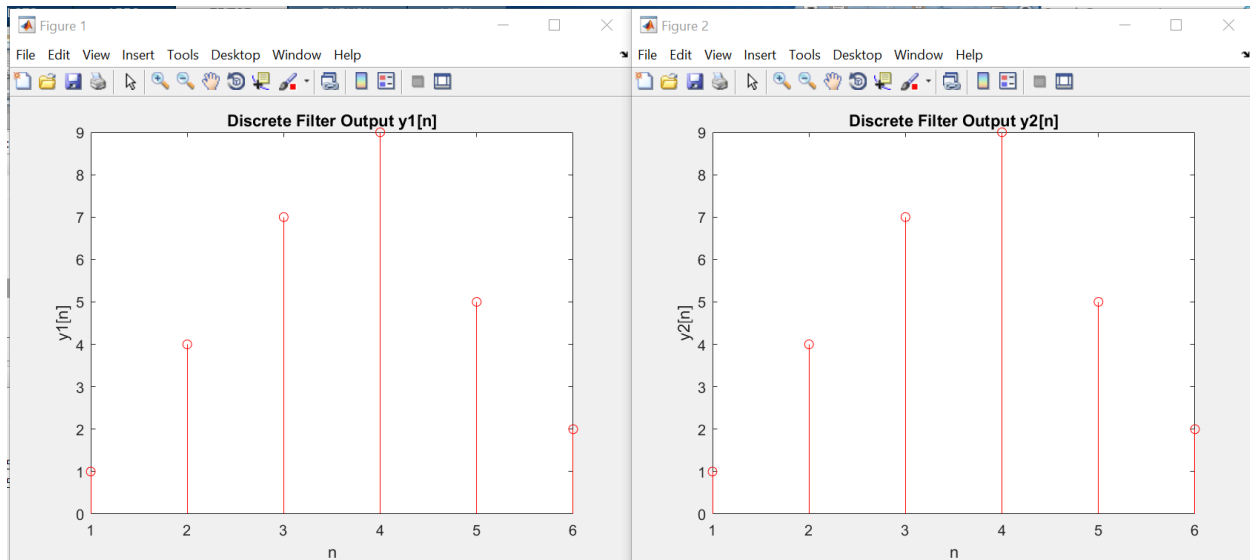 Figure 1
File Edit View Insert Tools Desktop Window Help
Discrete Filter Output y1[n]
9
8
7
6
5
4
3
2
1
0
y1[n]
1 2 3 4 5 6
n
Figure 2
File Edit View Insert Tools Desktop Window Help
Discrete Filter Output y2[n]
9
8
7
6
5
4
3
2
1
0
y2[n]
1 2 3 4 5 6
n